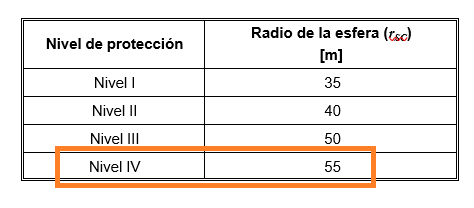 Nivel de protección Radio de la esfera (rSC)
[m]
Nivel I 35
Nivel II 40
Nivel III 50
Nivel IV 55